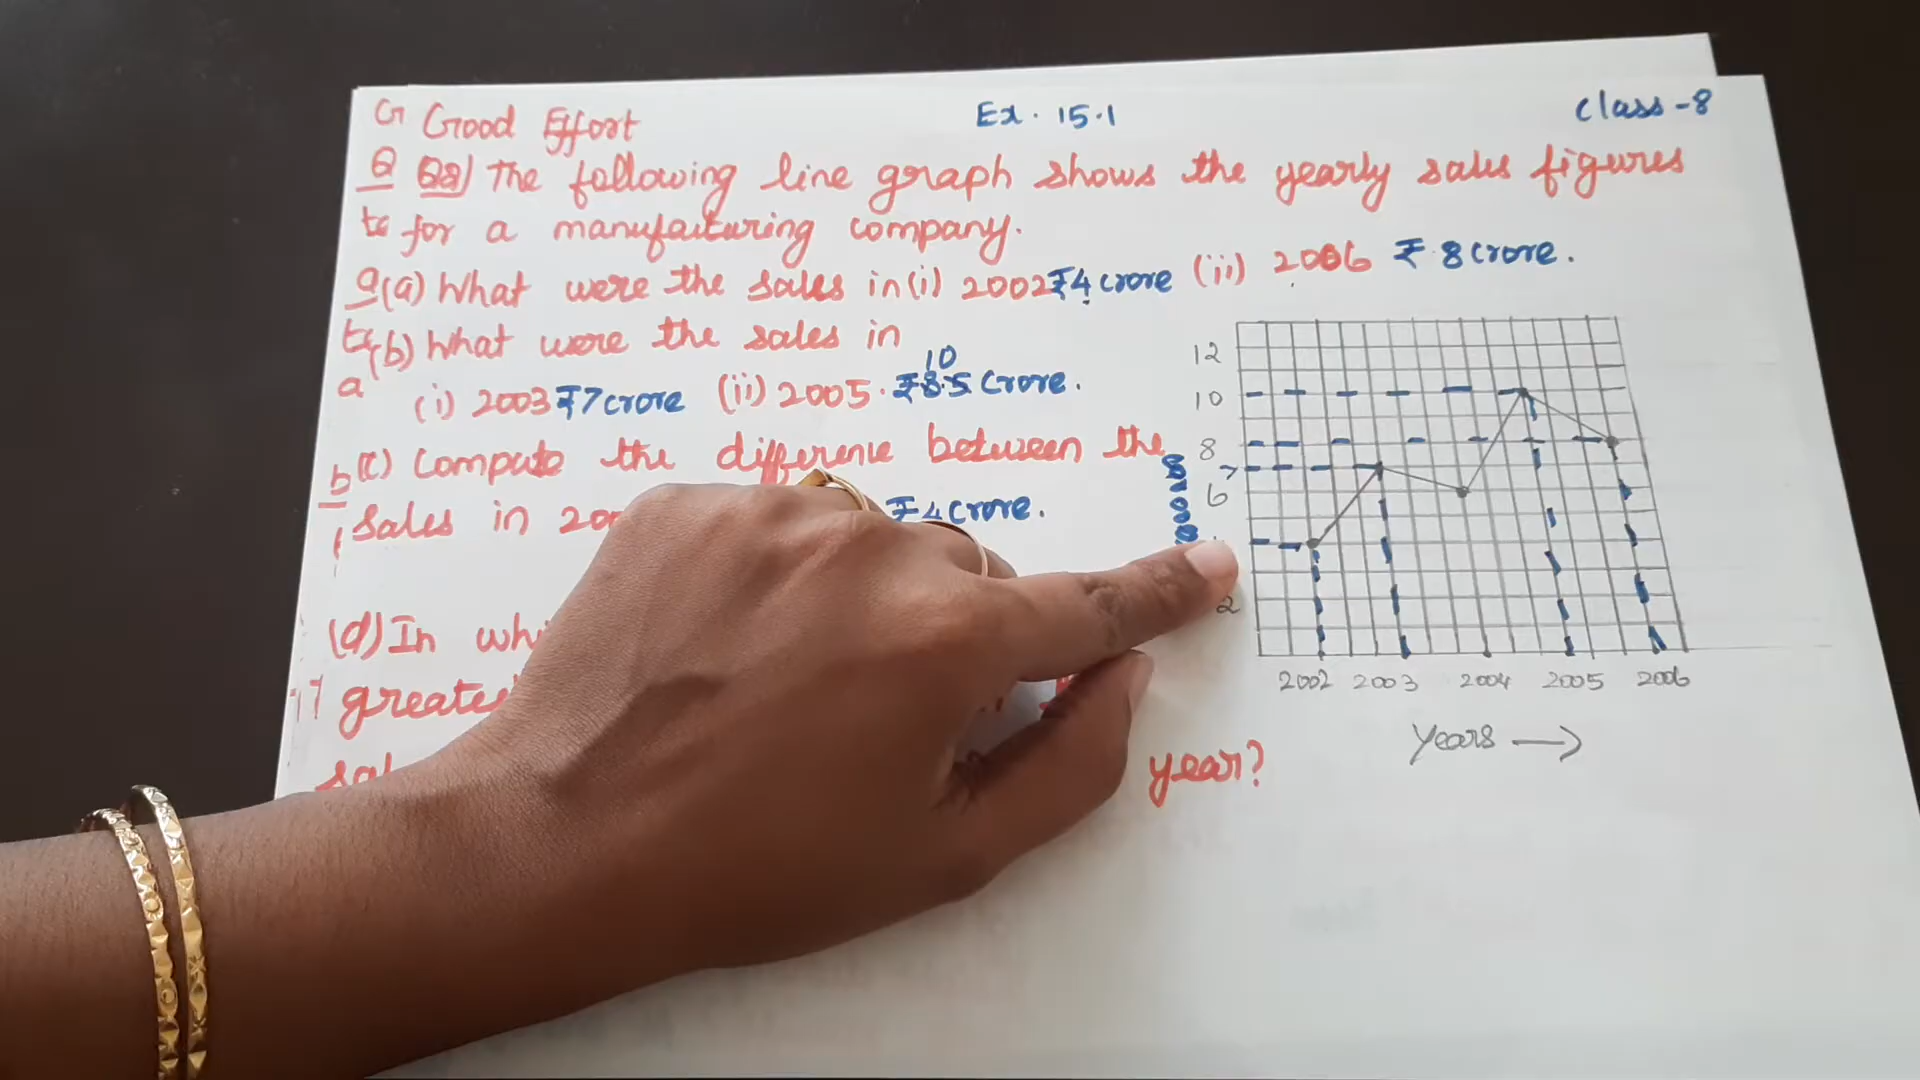 G Good Effort Ex. 15.1 Class-8
Q Q3) The following line graph shows the yearly sales figures
for a manufacturing company.
a (a) What were the sales in (i) 2002 ₹4 crore (ii) 2006 ₹ 8 crore.
(b) What were the sales in
10
a (i) 2003 ₹7 crore (ii) 2005. ₹8.5 Crore.
b (c) Compute the difference between the
Sales in ₹4 crore.
(d) In
year?
12
10
8
7
6
2
2002 2003 2004 2005 2006
Years →